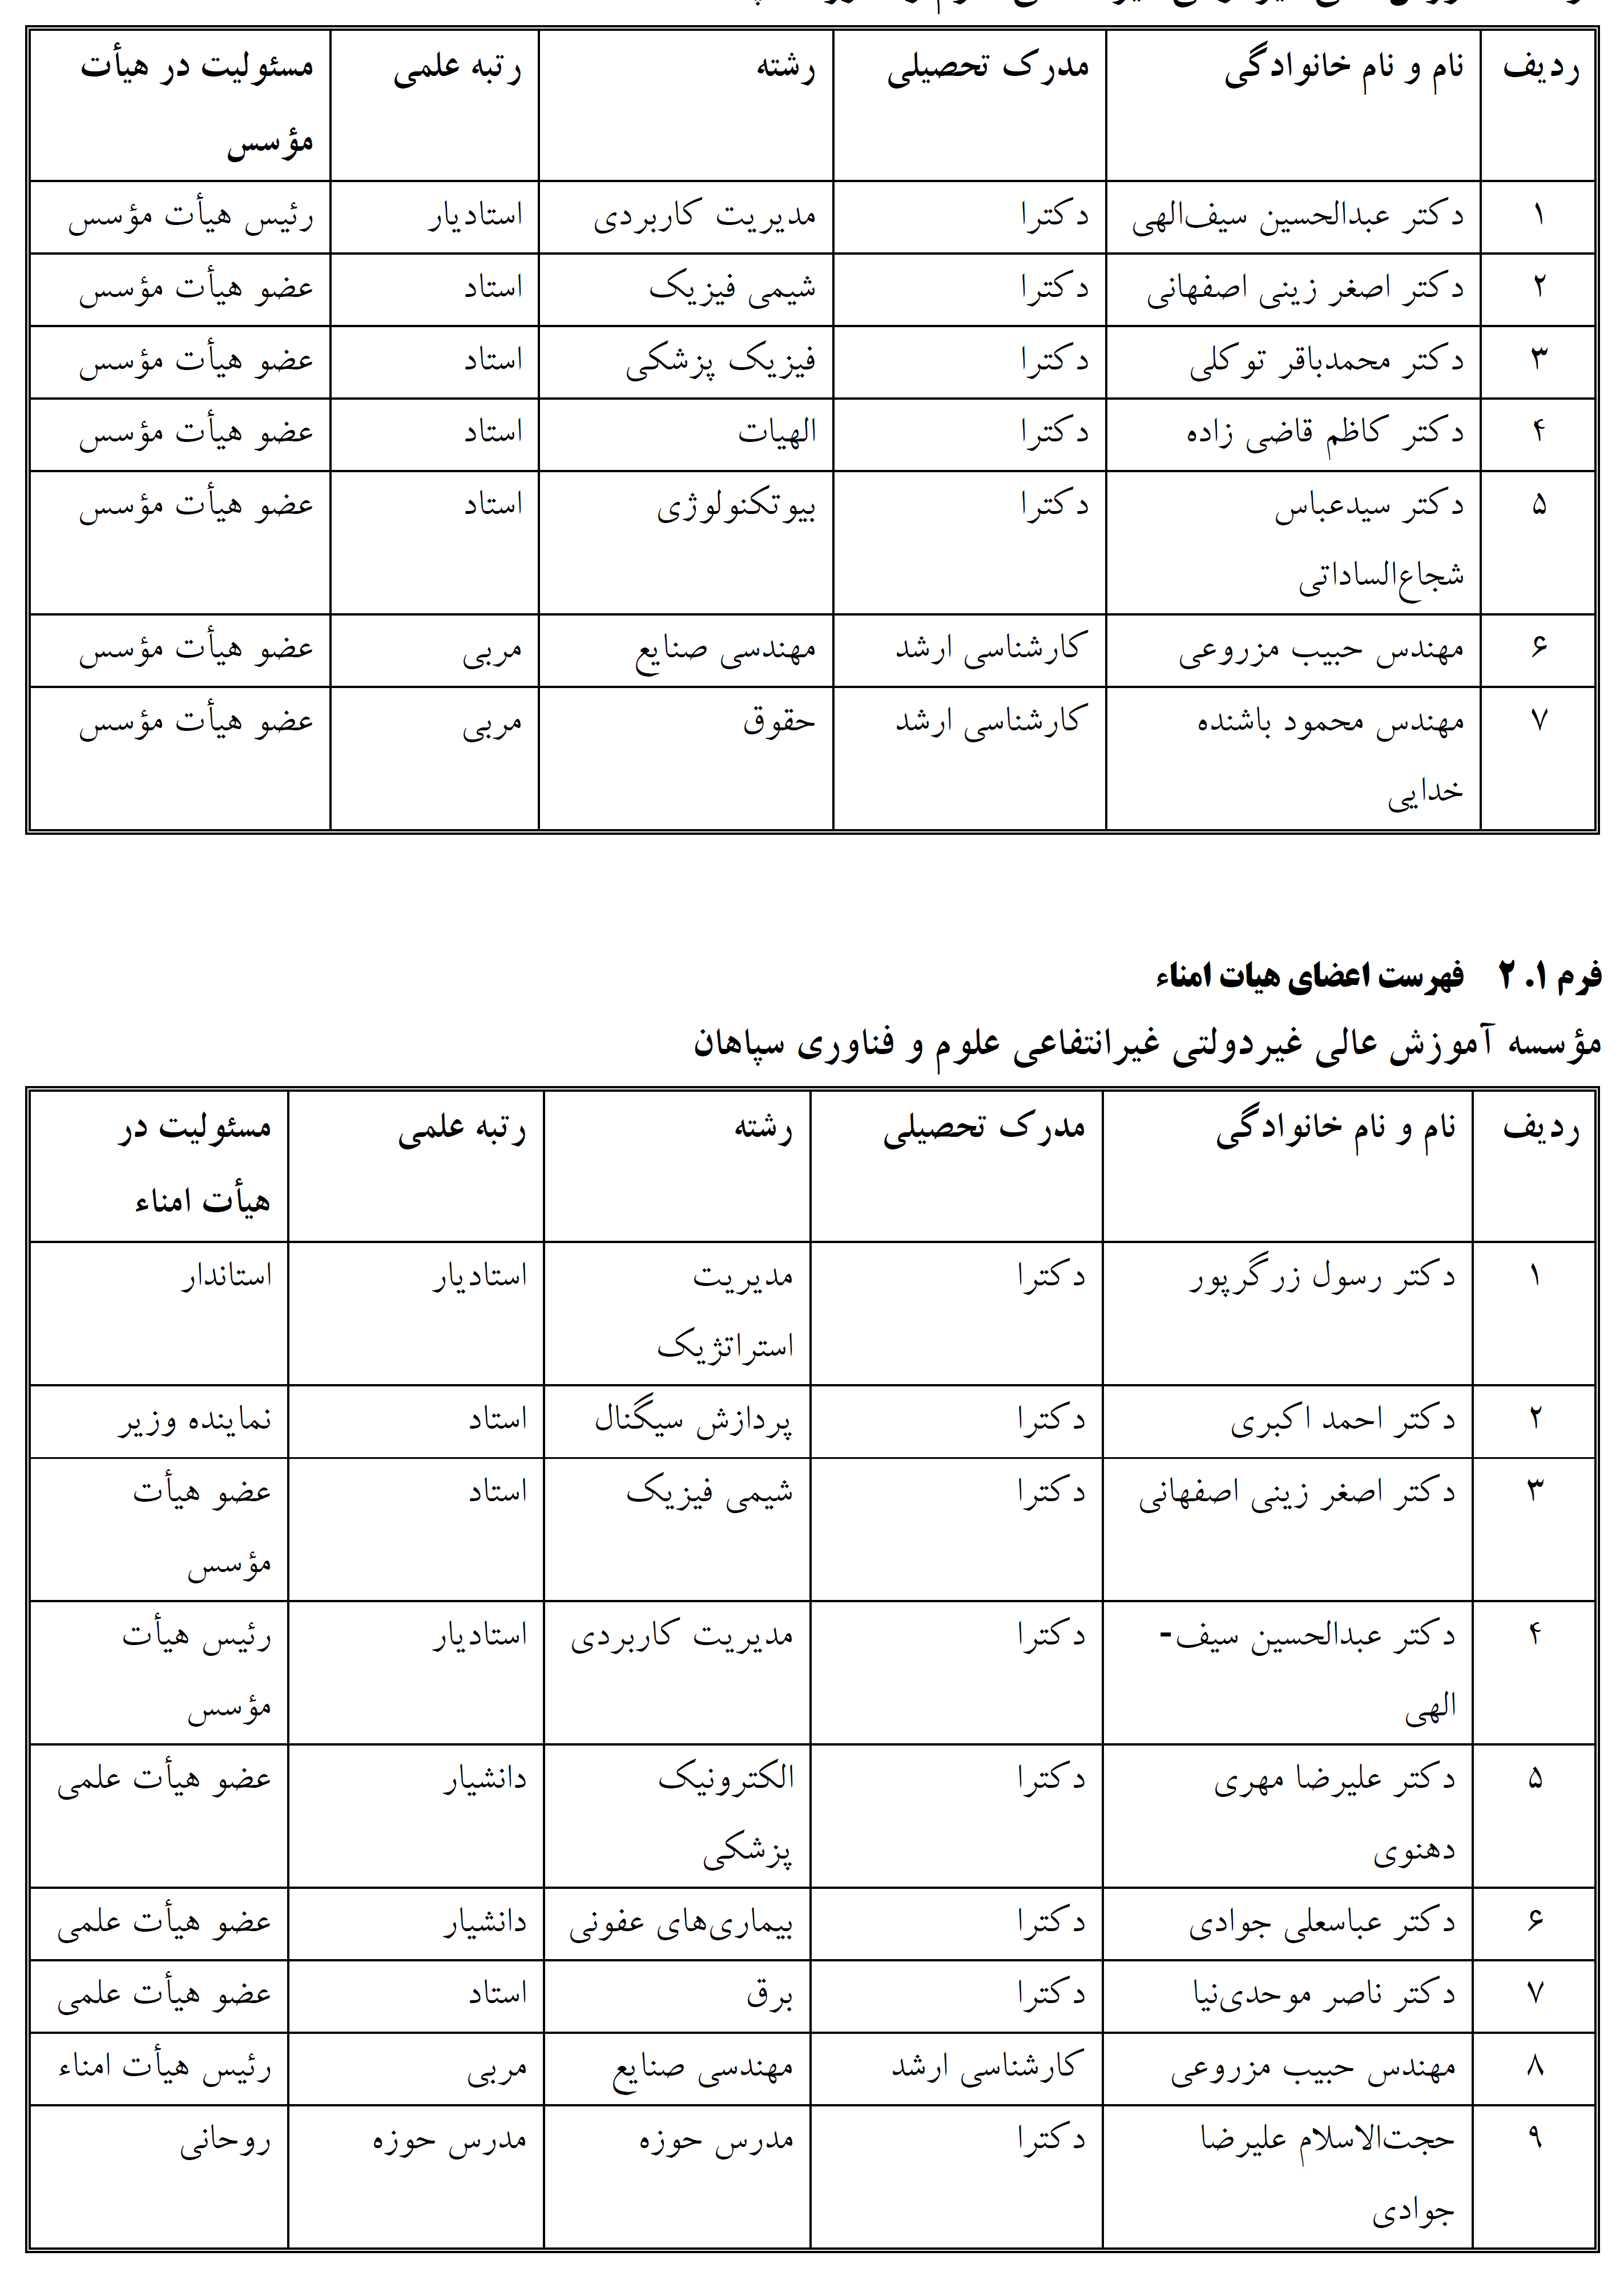 ردیف نام و نام خانوادگی مدرک تحصیلی رشته رتبه علمی مسئولیت در هیأت
مؤسس
۱ دکتر عبدالحسین سیف‌الهی دکترا مدیریت کاربردی استادیار رئیس هیأت مؤسس
۲ دکتر اصغر زینی اصفهانی دکترا شیمی فیزیک استاد عضو هیأت مؤسس
۳ دکتر محمدباقر توکلی دکترا فیزیک پزشکی استاد عضو هیأت مؤسس
۴ دکتر کاظم قاضی زاده دکترا الهیات استاد عضو هیأت مؤسس
۵ دکتر سیدعباس دکترا بیوتکنولوژی استاد عضو هیأت مؤسس
شجاع‌الساداتی
۶ مهندس حبیب مزروعی کارشناسی ارشد مهندسی صنایع مربی عضو هیأت مؤسس
۷ مهندس محمود باشنده کارشناسی ارشد حقوق مربی عضو هیأت مؤسس
خدایی
فرم ۱. ۲ فهرست اعضای هیات امناء
مؤسسه آموزش عالی غیردولتی غیرانتفاعی علوم و فناوری سپاهان
ردیف نام و نام خانوادگی مدرک تحصیلی رشته رتبه علمی مسئولیت در
هیأت امناء
۱ دکتر رسول زرگرپور دکترا مدیریت استادیار استاندار
استراتژیک
۲ دکتر احمد اکبری دکترا پردازش سیگنال استاد نماینده وزیر
۳ دکتر اصغر زینی اصفهانی دکترا شیمی فیزیک استاد عضو هیأت
مؤسس
۴ دکتر عبدالحسین سیف- دکترا مدیریت کاربردی استادیار رئیس هیأت
الهی مؤسس
۵ دکتر علیرضا مهری دکترا الکترونیک دانشیار عضو هیأت علمی
دهنوی پزشکی
۶ دکتر عباسعلی جوادی دکترا بیماری‌های عفونی دانشیار عضو هیأت علمی
۷ دکتر ناصر موحدی‌نیا دکترا برق استاد عضو هیأت علمی
۸ مهندس حبیب مزروعی کارشناسی ارشد مهندسی صنایع مربی رئیس هیأت امناء
۹ حجت‌الاسلام علیرضا دکترا مدرس حوزه مدرس حوزه روحانی
جوادی